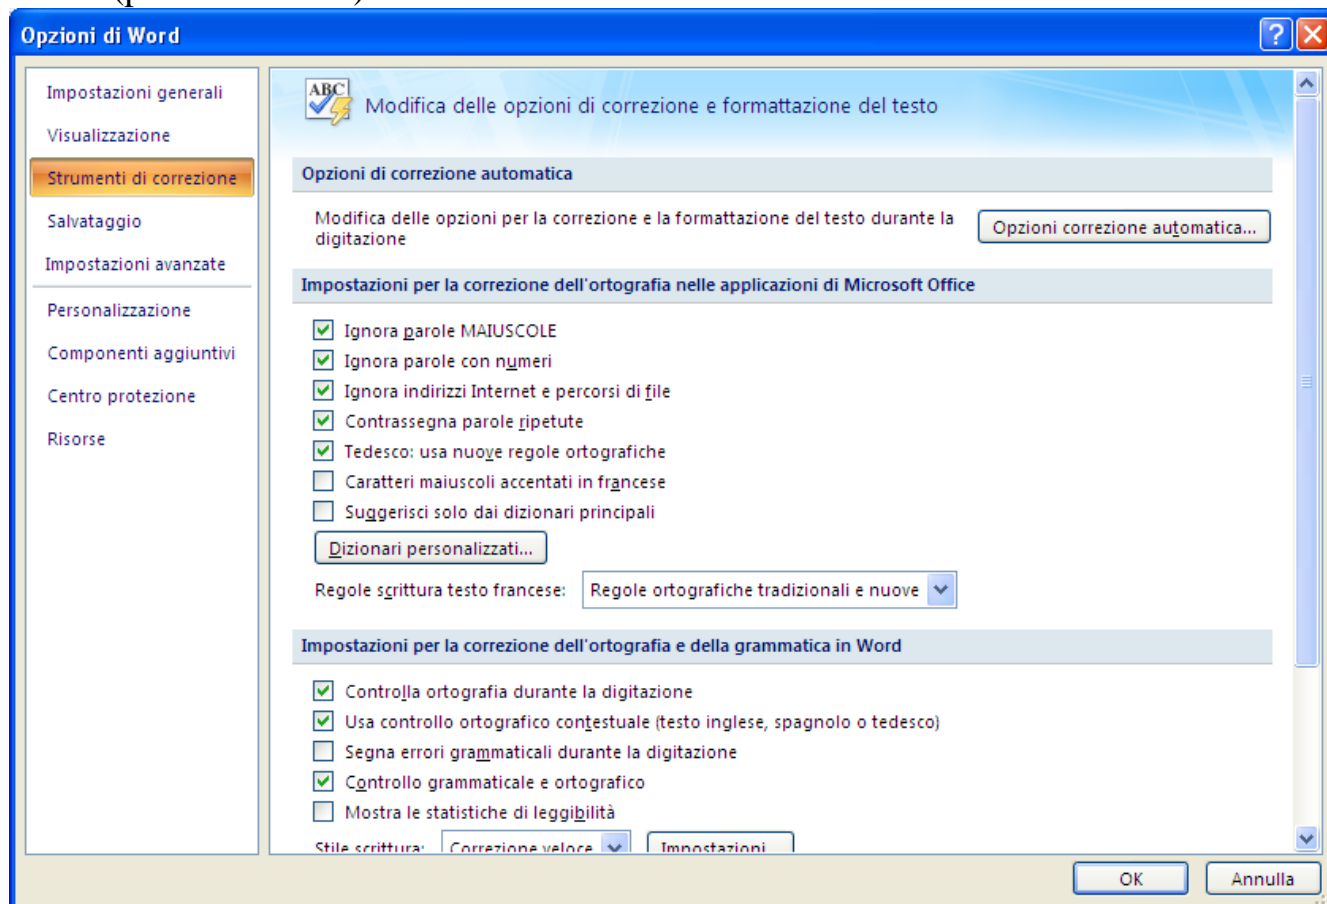 Opzioni di Word
Impostazioni generali
Visualizzazione
Strumenti di correzione
Salvataggio
Impostazioni avanzate
Personalizzazione
Componenti aggiuntivi
Centro protezione
Risorse
ABC
Modifica delle opzioni di correzione e formattazione del testo
Opzioni di correzione automatica
Modifica delle opzioni per la correzione e la formattazione del testo durante la
digitazione
Opzioni correzione automatica...
Impostazioni per la correzione dell'ortografia nelle applicazioni di Microsoft Office
Ignora parole MAIUSCOLE
Ignora parole con numeri
Ignora indirizzi Internet e percorsi di file
Contrassegna parole ripetute
Tedesco: usa nuove regole ortografiche
Caratteri maiuscoli accentati in francese
Suggerisci solo dai dizionari principali
Dizionari personalizzati...
Regole scrittura testo francese: Regole ortografiche tradizionali e nuove
Impostazioni per la correzione dell'ortografia e della grammatica in Word
Controlla ortografia durante la digitazione
Usa controllo ortografico contestuale (testo inglese, spagnolo o tedesco)
Segna errori grammaticali durante la digitazione
Controllo grammaticale e ortografico
Mostra le statistiche di leggibilità
Stile scrittura: Correzione veloce Impostazioni...
OK Annulla